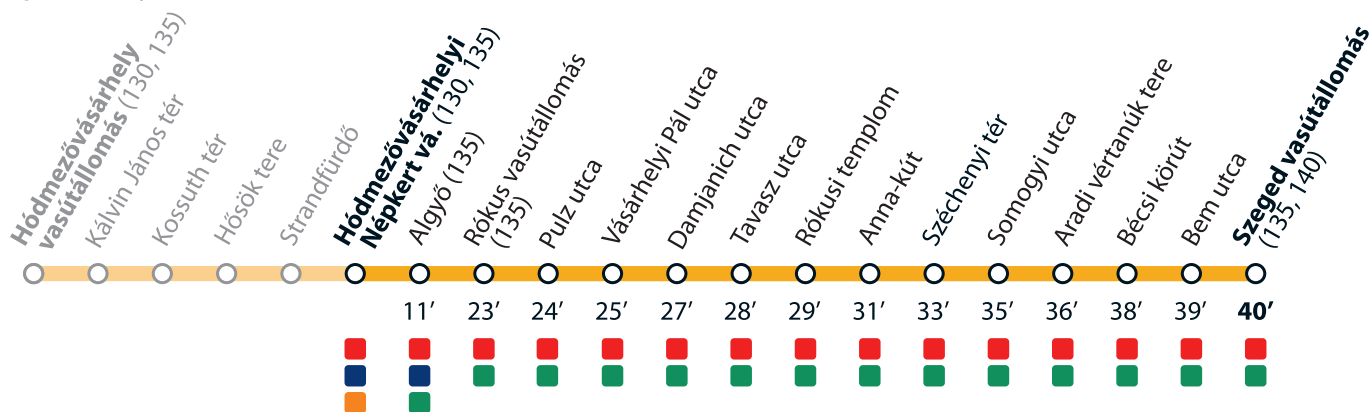 Hódmezővásárhely
vasútállomás (130, 135)
Kálvin János tér
Kossuth tér
Hősök tere
Strandfürdő
Hódmezővásárhelyi
Népkert vá. (130, 135)
Algyő (135)
Rókus vasútállomás
(135)
Pulz utca
Vásárhelyi Pál utca
Damjanich utca
Tavasz utca
Rókusi templom
Anna-kút
Széchenyi tér
Somogyi utca
Aradi vértanúk tere
Bécsi körút
Bem utca
Szeged vasútállomás
(135, 140)
11’ 23’ 24’ 25’ 27’ 28’ 29’ 31’ 33’ 35’ 36’ 38’ 39’ 40’